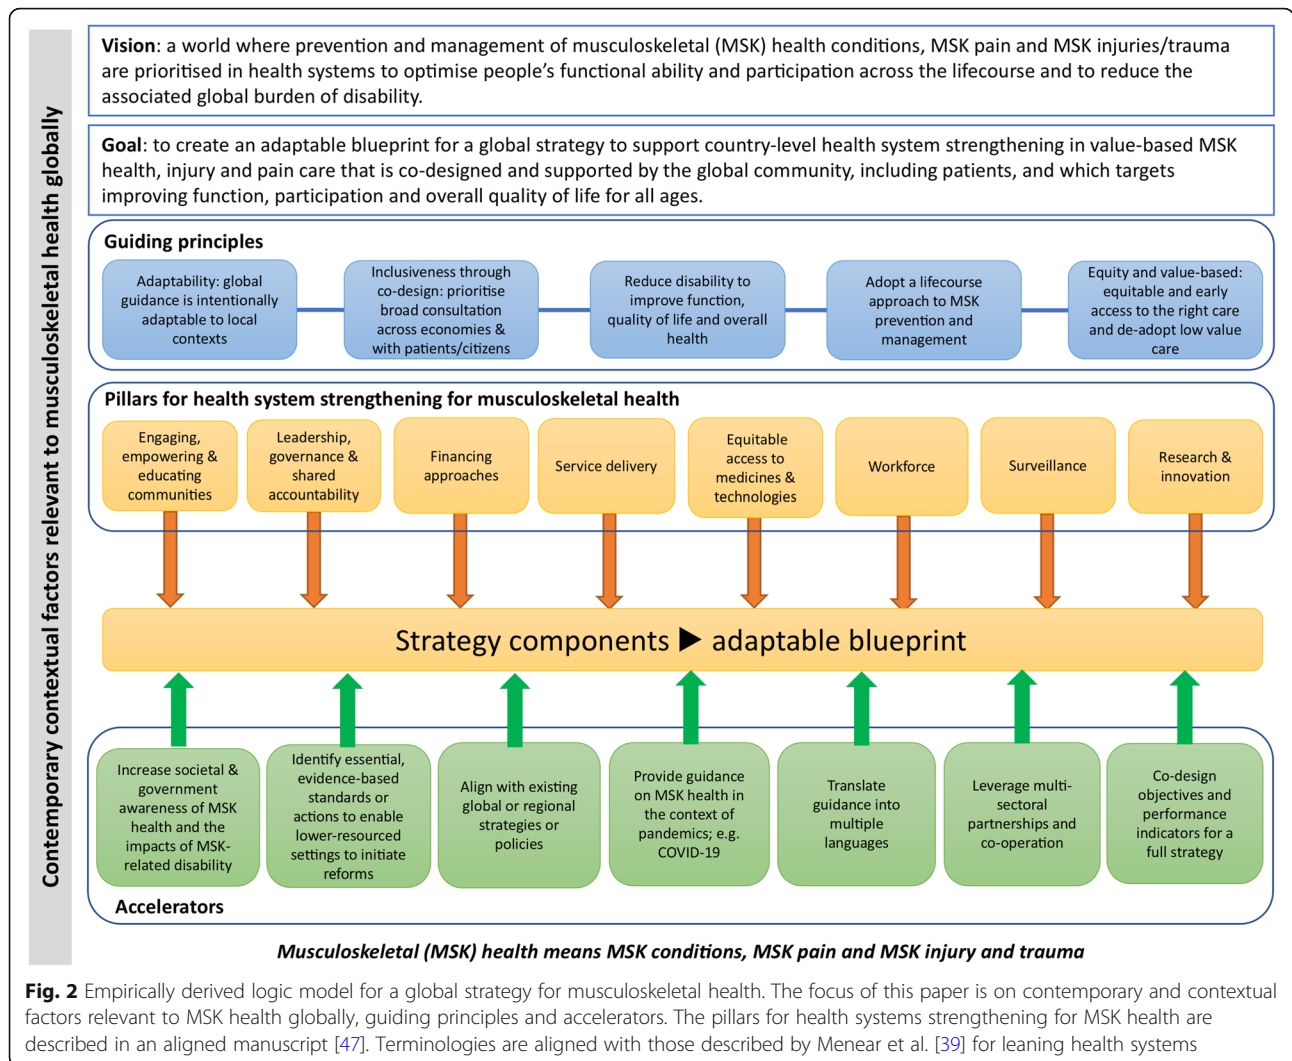 Contemporary contextual factors relevant to musculoskeletal health globally
Vision: a world where prevention and management of musculoskeletal (MSK) health conditions, MSK pain and MSK injuries/trauma
are prioritised in health systems to optimise people's functional ability and participation across the lifecourse and to reduce the
associated global burden of disability.
Goal: to create an adaptable blueprint for a global strategy to support country-level health system strengthening in value-based MSK
health, injury and pain care that is co-designed and supported by the global community, including patients, and which targets
improving function, participation and overall quality of life for all ages.
Guiding principles
Adaptability: global
guidance is intentionally
adaptable to local
contexts
Inclusiveness through
co-design: prioritise
broad consultation
across economies &
with patients/citizens
Reduce disability to
improve function,
quality of life and overall
health
Adopt a lifecourse
approach to MSK
prevention and
management
Equity and value-based:
equitable and early
access to the right care
and de-adopt low value
care
Pillars for health system strengthening for musculoskeletal health
Engaging,
empowering &
educating
communities
Leadership,
governance &
shared
accountability
Financing
approaches
Service delivery
Equitable
access to
medicines &
technologies
Workforce
Surveillance
Research &
innovation
Strategy components ▶ adaptable blueprint
Increase societal &
government
awareness of MSK
health and the
impacts of MSK-
related disability
Identify essential,
evidence-based
standards or
actions to enable
lower-resourced
settings to initiate
reforms
Align with existing
global or regional
strategies or
policies
Provide guidance
on MSK health in
the context of
pandemics; e.g.
COVID-19
Translate
guidance into
multiple
languages
Leverage multi-
sectoral
partnerships and
co-operation
Co-design
objectives and
performance
indicators for a
full strategy
Accelerators
Musculoskeletal (MSK) health means MSK conditions, MSK pain and MSK injury and trauma
Fig. 2 Empirically derived logic model for a global strategy for musculoskeletal health. The focus of this paper is on contemporary and contextual
factors relevant to MSK health globally, guiding principles and accelerators. The pillars for health systems strengthening for MSK health are
described in an aligned manuscript [47]. Terminologies are aligned with those described by Menear et al. [39] for leaning health systems